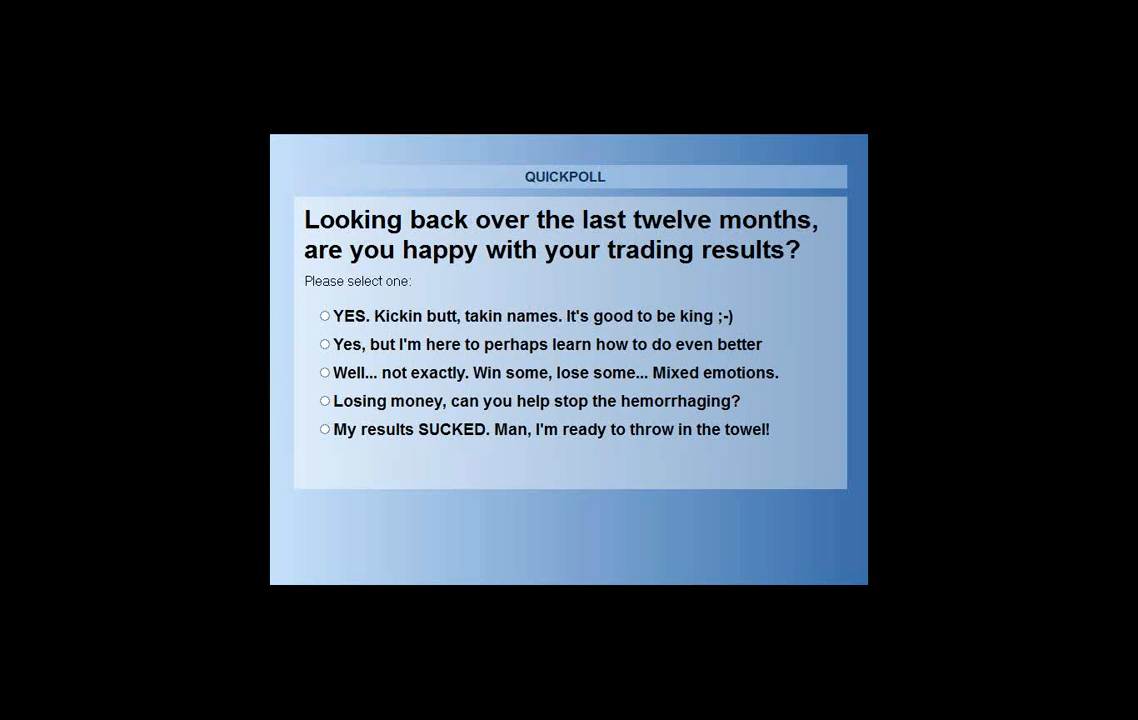 QUICKPOLL
Looking back over the last twelve months,
are you happy with your trading results?
Please select one:
YES. Kickin butt, takin names. It's good to be king ;-)
Yes, but I'm here to perhaps learn how to do even better
Well... not exactly. Win some, lose some... Mixed emotions.
Losing money, can you help stop the hemorrhaging?
My results SUCKED. Man, I'm ready to throw in the towel!